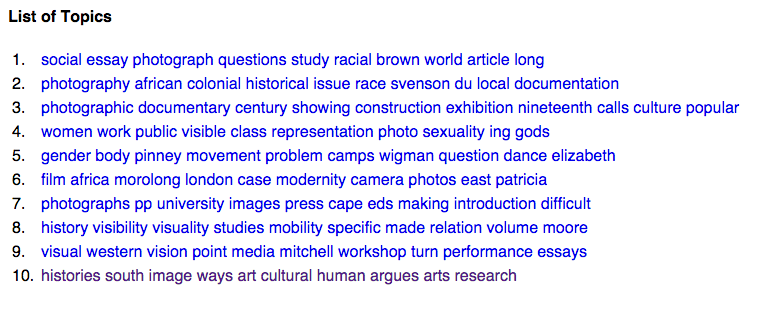 List of Topics
1. social essay photograph questions study racial brown world article long
2. photography african colonial historical issue race svenson du local documentation
3. photographic documentary century showing construction exhibition nineteenth calls culture popular
4. women work public visible class representation photo sexuality ing gods
5. gender body pinney movement problem camps wigman question dance elizabeth
6. film africa morolong london case modernity camera photos east patricia
7. photographs pp university images press cape eds making introduction difficult
8. history visibility visuality studies mobility specific made relation volume moore
9. visual western vision point media mitchell workshop turn performance essays
10. histories south image ways art cultural human argues arts research